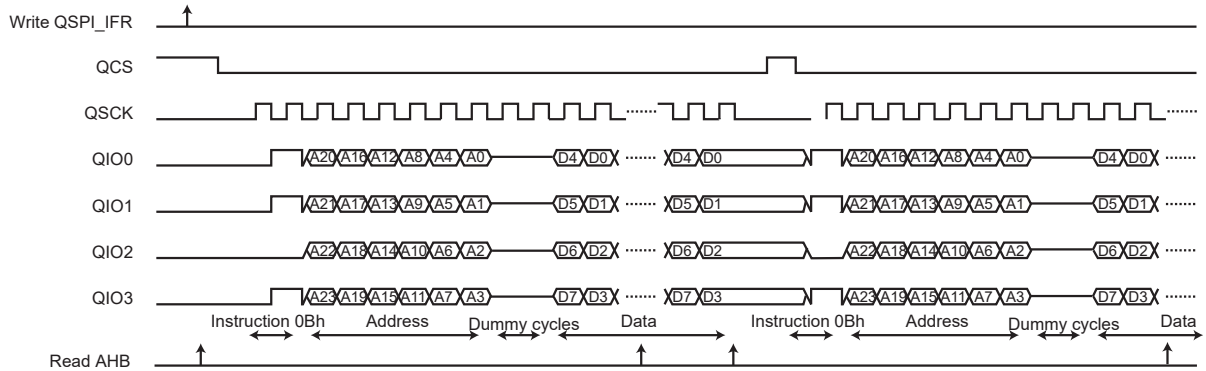 Write QSPI_IFR
QCS
QSCK
QIO0 A20 A16 A12 A8 A4 A0 D4 D0 D4 D0 A20 A16 A12 A8 A4 A0 D4 D0
QIO1 A21 A17 A13 A9 A5 A1 D5 D1 D5 D1 A21 A17 A13 A9 A5 A1 D5 D1
QIO2 A22 A18 A14 A10 A6 A2 D6 D2 D6 D2 A22 A18 A14 A10 A6 A2 D6 D2
QIO3 A23 A19 A15 A11 A7 A3 D7 D3 D7 D3 A23 A19 A15 A11 A7 A3 D7 D3
Instruction 0Bh Address Dummy cycles Data Instruction 0Bh Address Dummy cycles Data
Read AHB